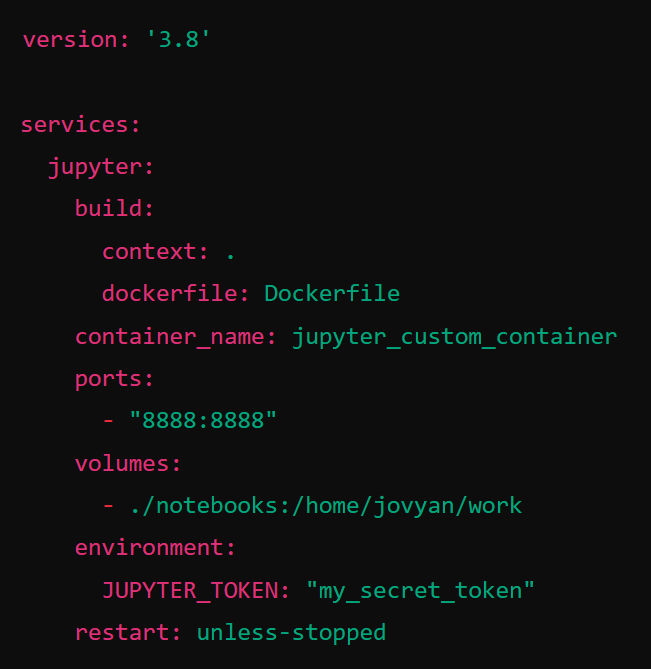 version: '3.8'
services:
  jupyter:
    build:
      context: .
      dockerfile: Dockerfile
    container_name: jupyter_custom_container
    ports:
      - "8888:8888"
    volumes:
      - ./notebooks:/home/jovyan/work
    environment:
      JUPYTER_TOKEN: "my_secret_token"
    restart: unless-stopped